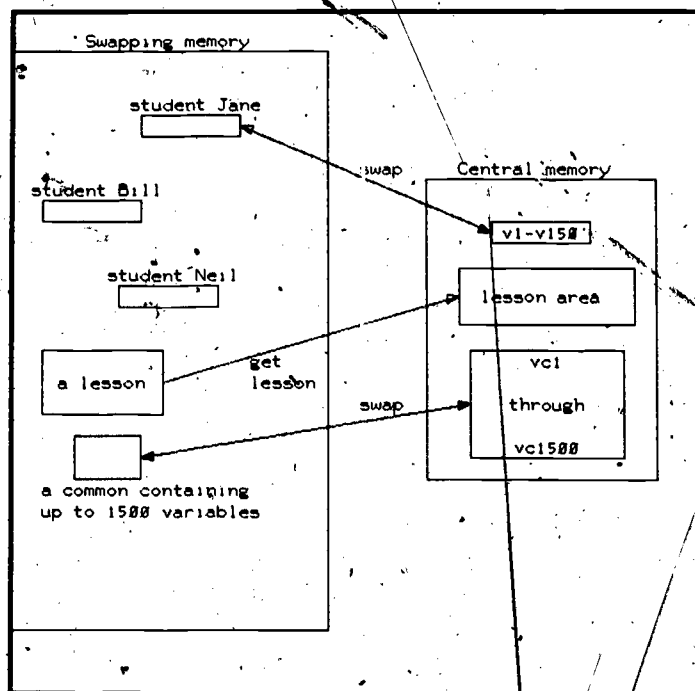 Swapping memory
student Jane
swap
Central memory
student Bill
v1-v150
student Neil
lesson area
a lesson
get
lesson
vc1
through
vc1500
swap
a common containing
up to 1500 variables